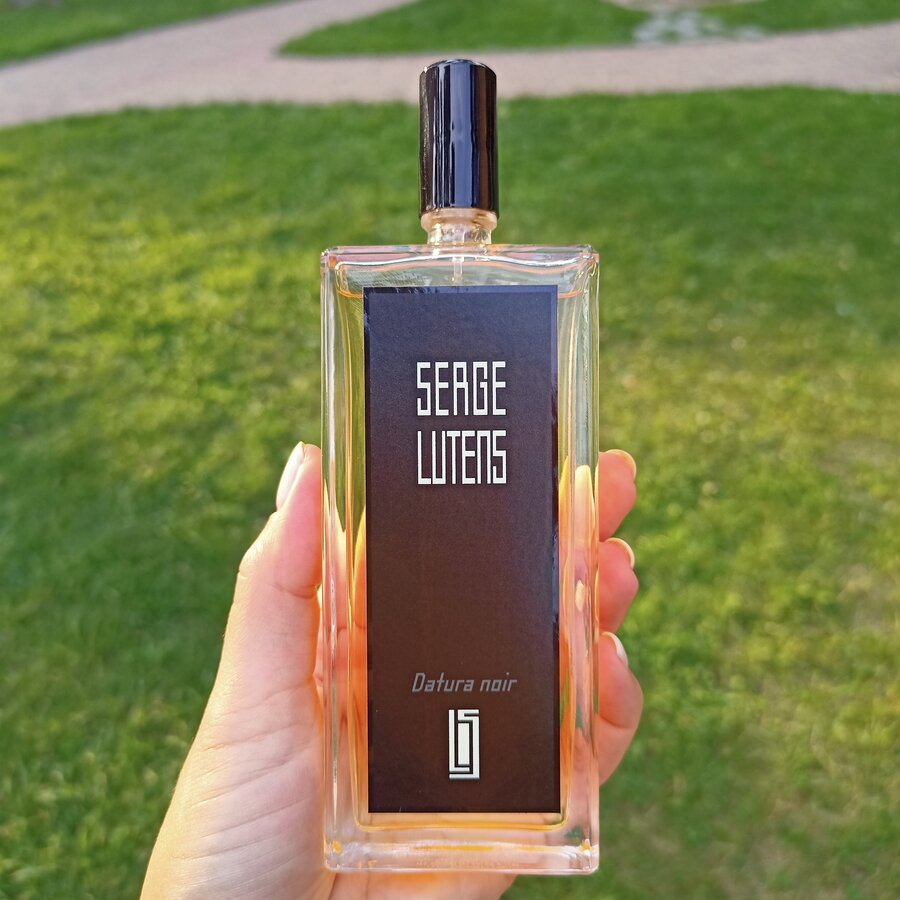 SERGE
LUTENS
Datura noir